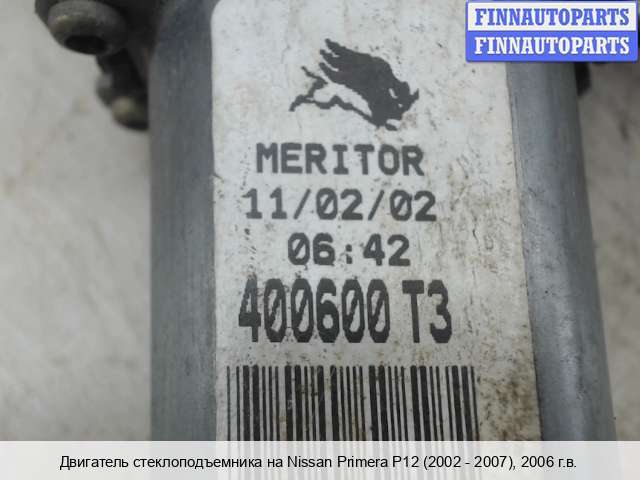 FINNAUTOPARTS
FINNAUTOPARTS
MERITOR
11/02/02
06:42
400600 T3
Двигатель стеклоподъемника на Nissan Primera P12 (2002 - 2007), 2006 г.в.